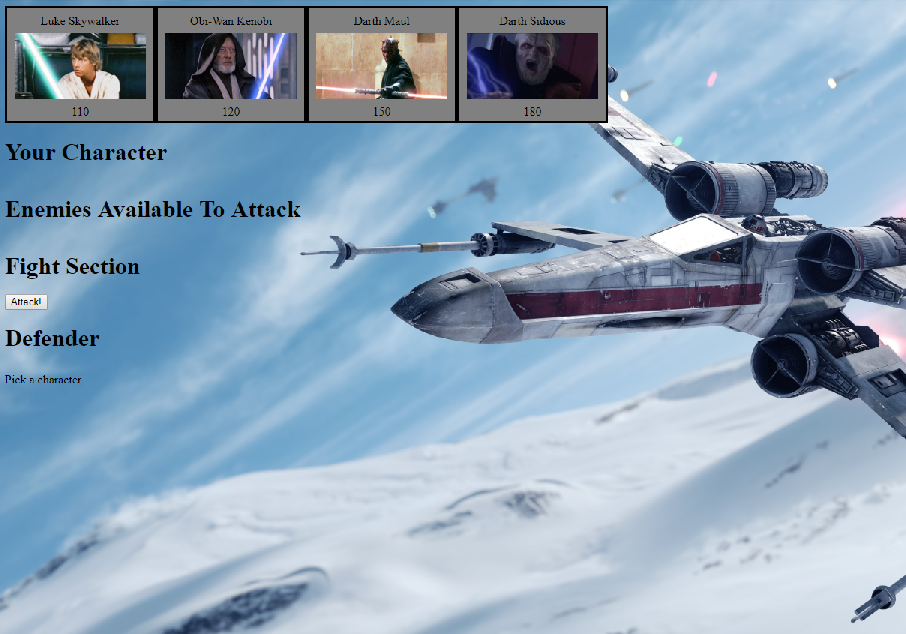 Luke Skywalker Obi-Wan Kenobi Darth Maul Darth Sidious
110 120 150 180
Your Character
Enemies Available To Attack
Fight Section
Attack!
Defender
Pick a character